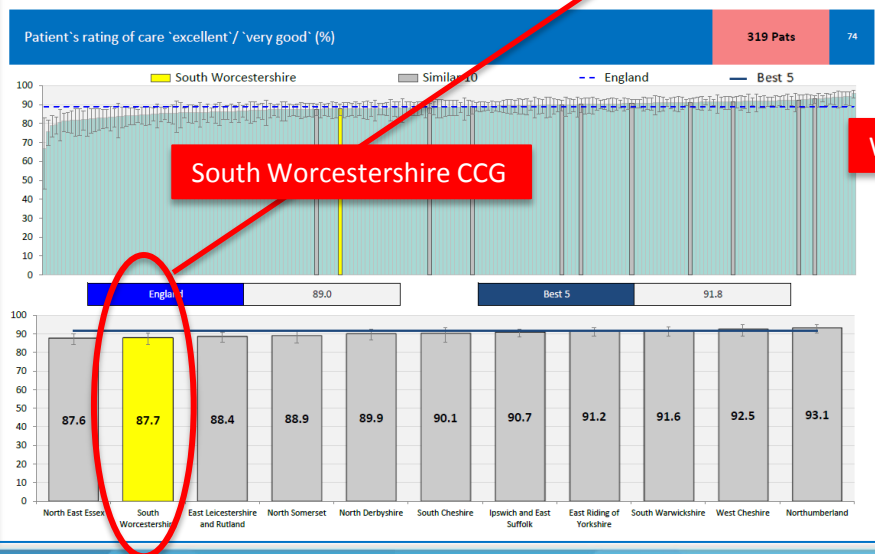 Patient`s rating of care `excellent`/ `very good` (%)
319 Pats
74
South Worcestershire
Similar 10
England
Best 5
100
90
80
70
60
50
40
30
20
10
0
South Worcestershire CCG
W
England
89.0
Best 5
91.8
100
90
80
70
60
50
40
30
20
10
0
87.6
87.7
88.4
88.9
89.9
90.1
90.7
91.2
91.6
92.5
93.1
North East Essex
South
Worcestershire
East Leicestershire
and Rutland
North Somerset
North Derbyshire
South Cheshire
Ipswich and East
Suffolk
East Riding of
Yorkshire
South Warwickshire
West Cheshire
Northumberland